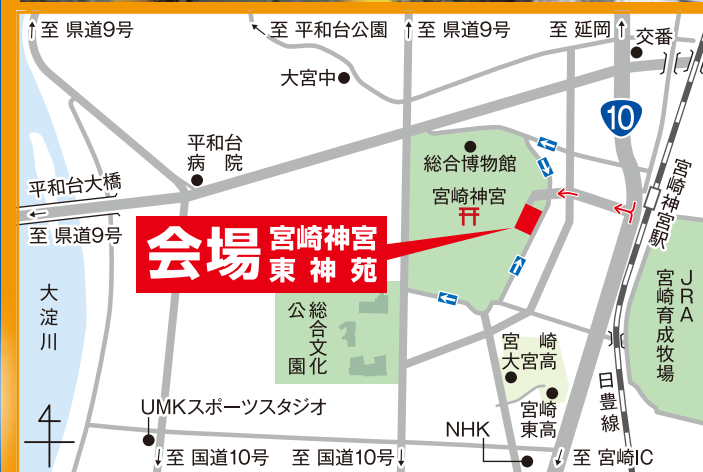 至 県道9号
至 平和台公園
至 県道9号
至 延岡
交番
大宮中
10
平和台
病院
総合博物館
宮崎神宮
平和台大橋
至 県道9号
宮崎神宮駅
会場
宮崎神宮
東神苑
大淀川
総合文化
公園
JRA
宮崎育成牧場
宮崎
大宮高
宮崎
東高
日豊線
UMKスポーツスタジオ
NHK
至 国道10号
至 国道10号
至 宮崎IC